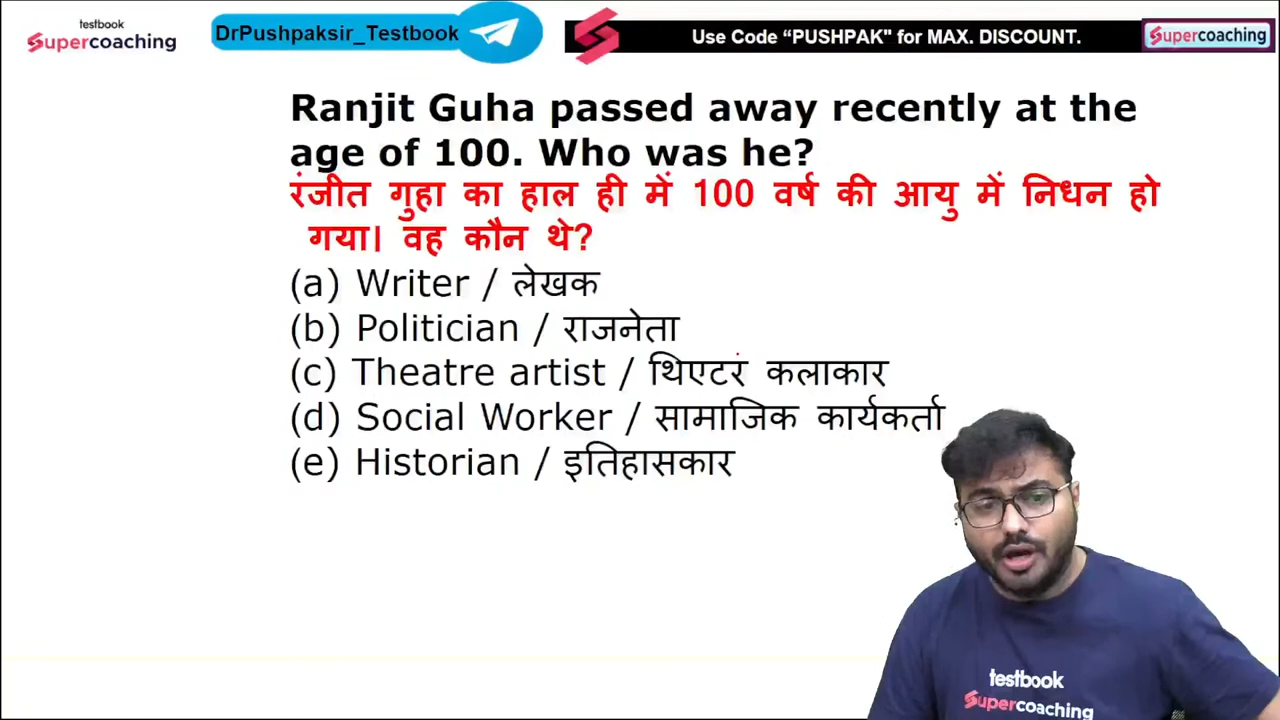 testbook
Supercoaching
DrPushpaksir_Testbook
Use Code “PUSHPAK" for MAX. DISCOUNT.
Supercoaching
Ranjit Guha passed away recently at the
age of 100. Who was he?
रंजीत गुहा का हाल ही में 100 वर्ष की आयु में निधन हो
गया। वह कौन थे?
(a) Writer / लेखक
(b) Politician / राजनेता
(c) Theatre artist / थिएटर कलाकार
(d) Social Worker / सामाजिक कार्यकर्ता
(e) Historian / इतिहासकार
testbook
Supercoaching